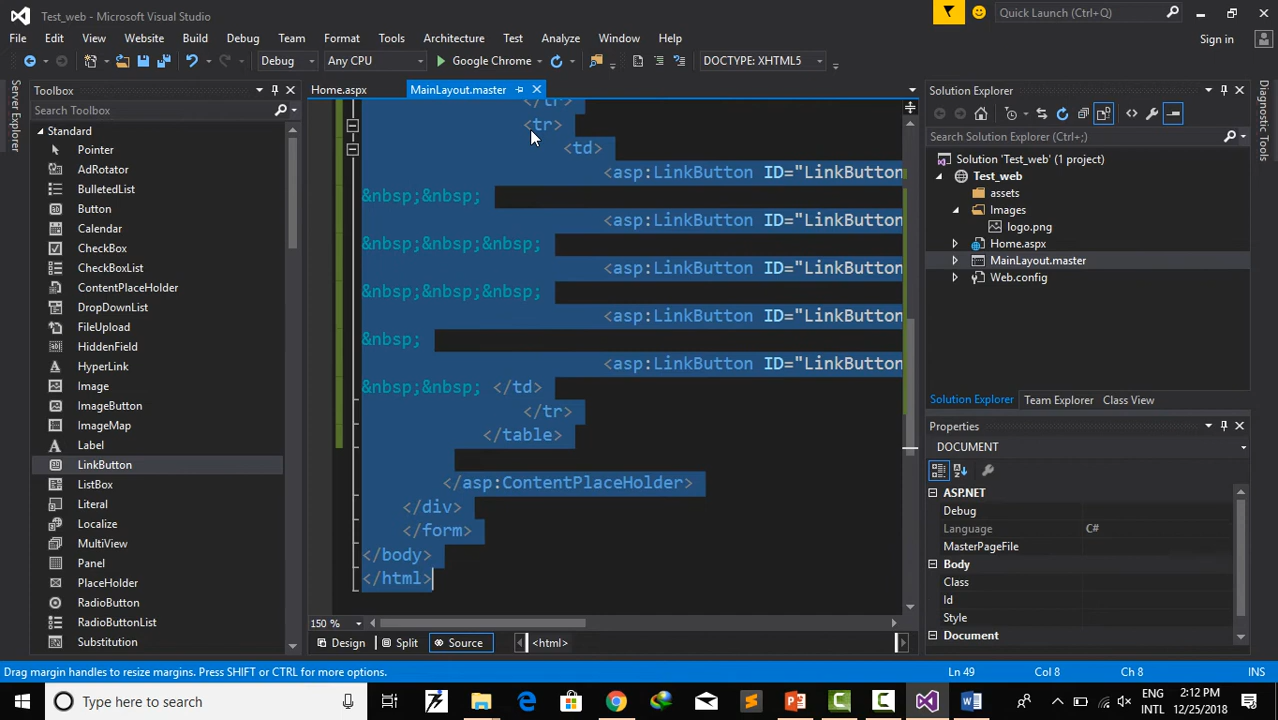 Test_web - Microsoft Visual Studio
Quick Launch (Ctrl+Q)
File Edit View Website Build Debug Team Format Tools Architecture Test Analyze Window Help
Sign in
Debug Any CPU Google Chrome DOCTYPE: XHTML5
Server Explorer
Toolbox
Search Toolbox
Standard
Pointer
AdRotator
BulletedList
Button
Calendar
CheckBox
CheckBoxList
ContentPlaceHolder
DropDownList
FileUpload
HiddenField
HyperLink
Image
ImageButton
ImageMap
Label
LinkButton
ListBox
Literal
Localize
MultiView
Panel
PlaceHolder
RadioButton
RadioButtonList
Substitution
Home.aspx MainLayout.master
</tr>
<tr>
<td>
<asp:LinkButton ID="LinkButton
&nbsp;&nbsp;
<asp:LinkButton ID="LinkButton
&nbsp;&nbsp;&nbsp;
<asp:LinkButton ID="LinkButton
&nbsp;&nbsp;&nbsp;
<asp:LinkButton ID="LinkButton
&nbsp;
<asp:LinkButton ID="LinkButton
&nbsp;&nbsp; </td>
</tr>
</table>
</asp:ContentPlaceHolder>
</div>
</form>
</body>
</html>
150 %
Design Split Source <html>
Solution Explorer
Search Solution Explorer (Ctrl+;)
Solution 'Test_web' (1 project)
Test_web
assets
Images
logo.png
Home.aspx
MainLayout.master
Web.config
Solution Explorer Team Explorer Class View
Properties
DOCUMENT
ASP.NET
Debug
Language C#
MasterPageFile
Body
Class
Id
Style
Document
Diagnostic Tools
Drag margin handles to resize margins. Press SHIFT or CTRL for more options.
Ln 49 Col 8 Ch 8 INS
Type here to search
ENG
INTL
2:12 PM
12/25/2018